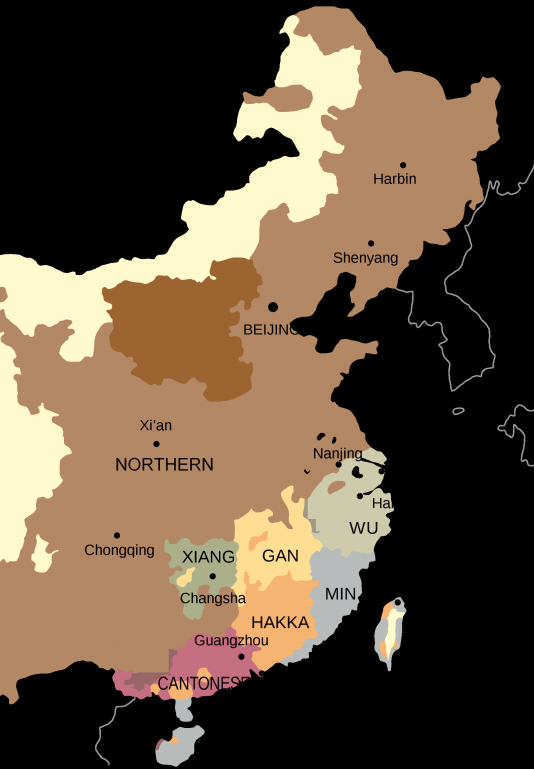 Harbin
Shenyang
BEIJING
Xi'an
NORTHERN
Nanjing
Ha
WU
Chongqing
XIANG
GAN
Changsha
MIN
HAKKA
Guangzhou
CANTONESE